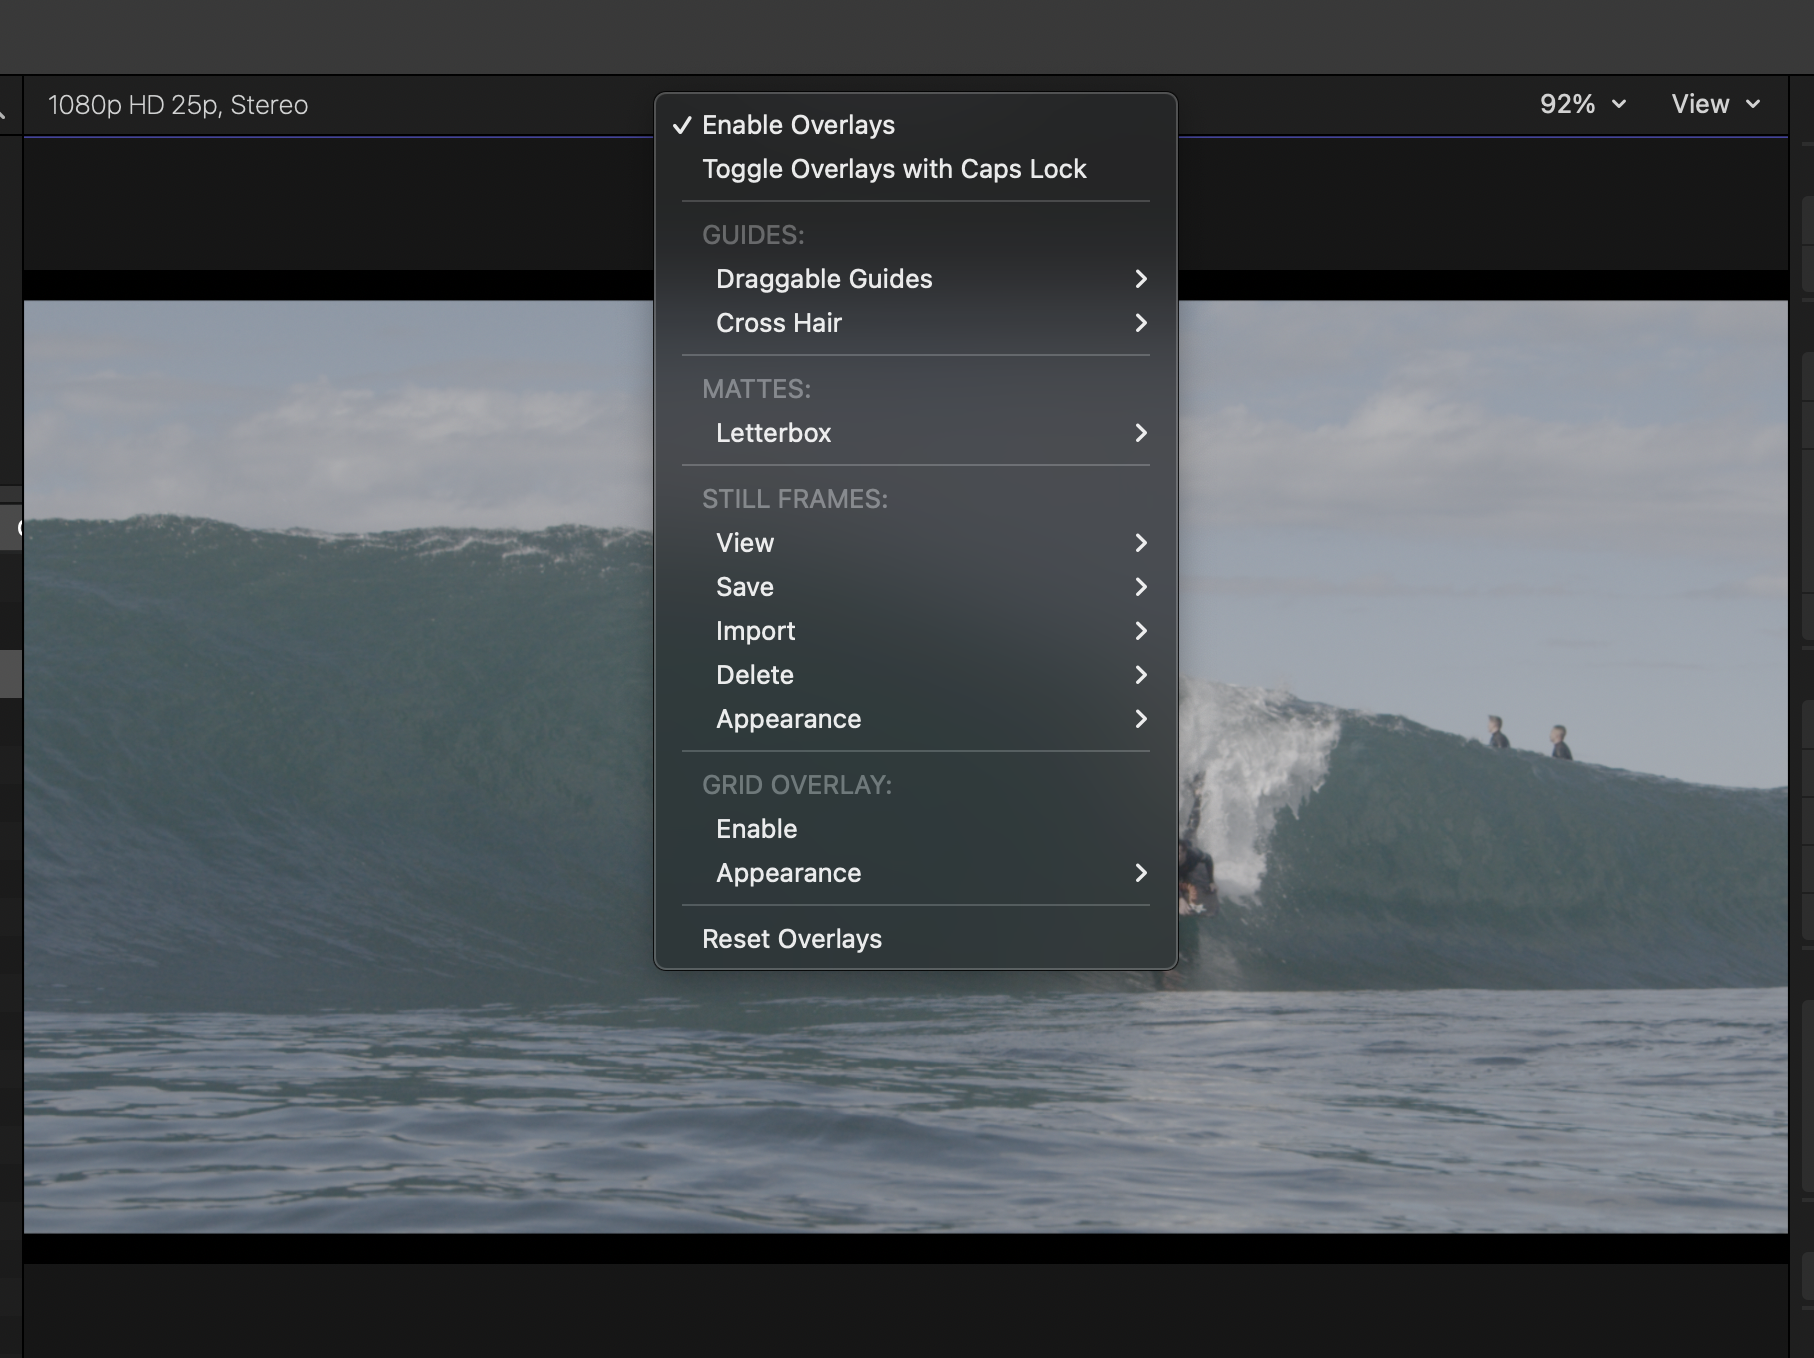 1080p HD 25p, Stereo
92%
View
Enable Overlays
Toggle Overlays with Caps Lock
GUIDES:
Draggable Guides
Cross Hair
MATTES:
Letterbox
STILL FRAMES:
View
Save
Import
Delete
Appearance
GRID OVERLAY:
Enable
Appearance
Reset Overlays